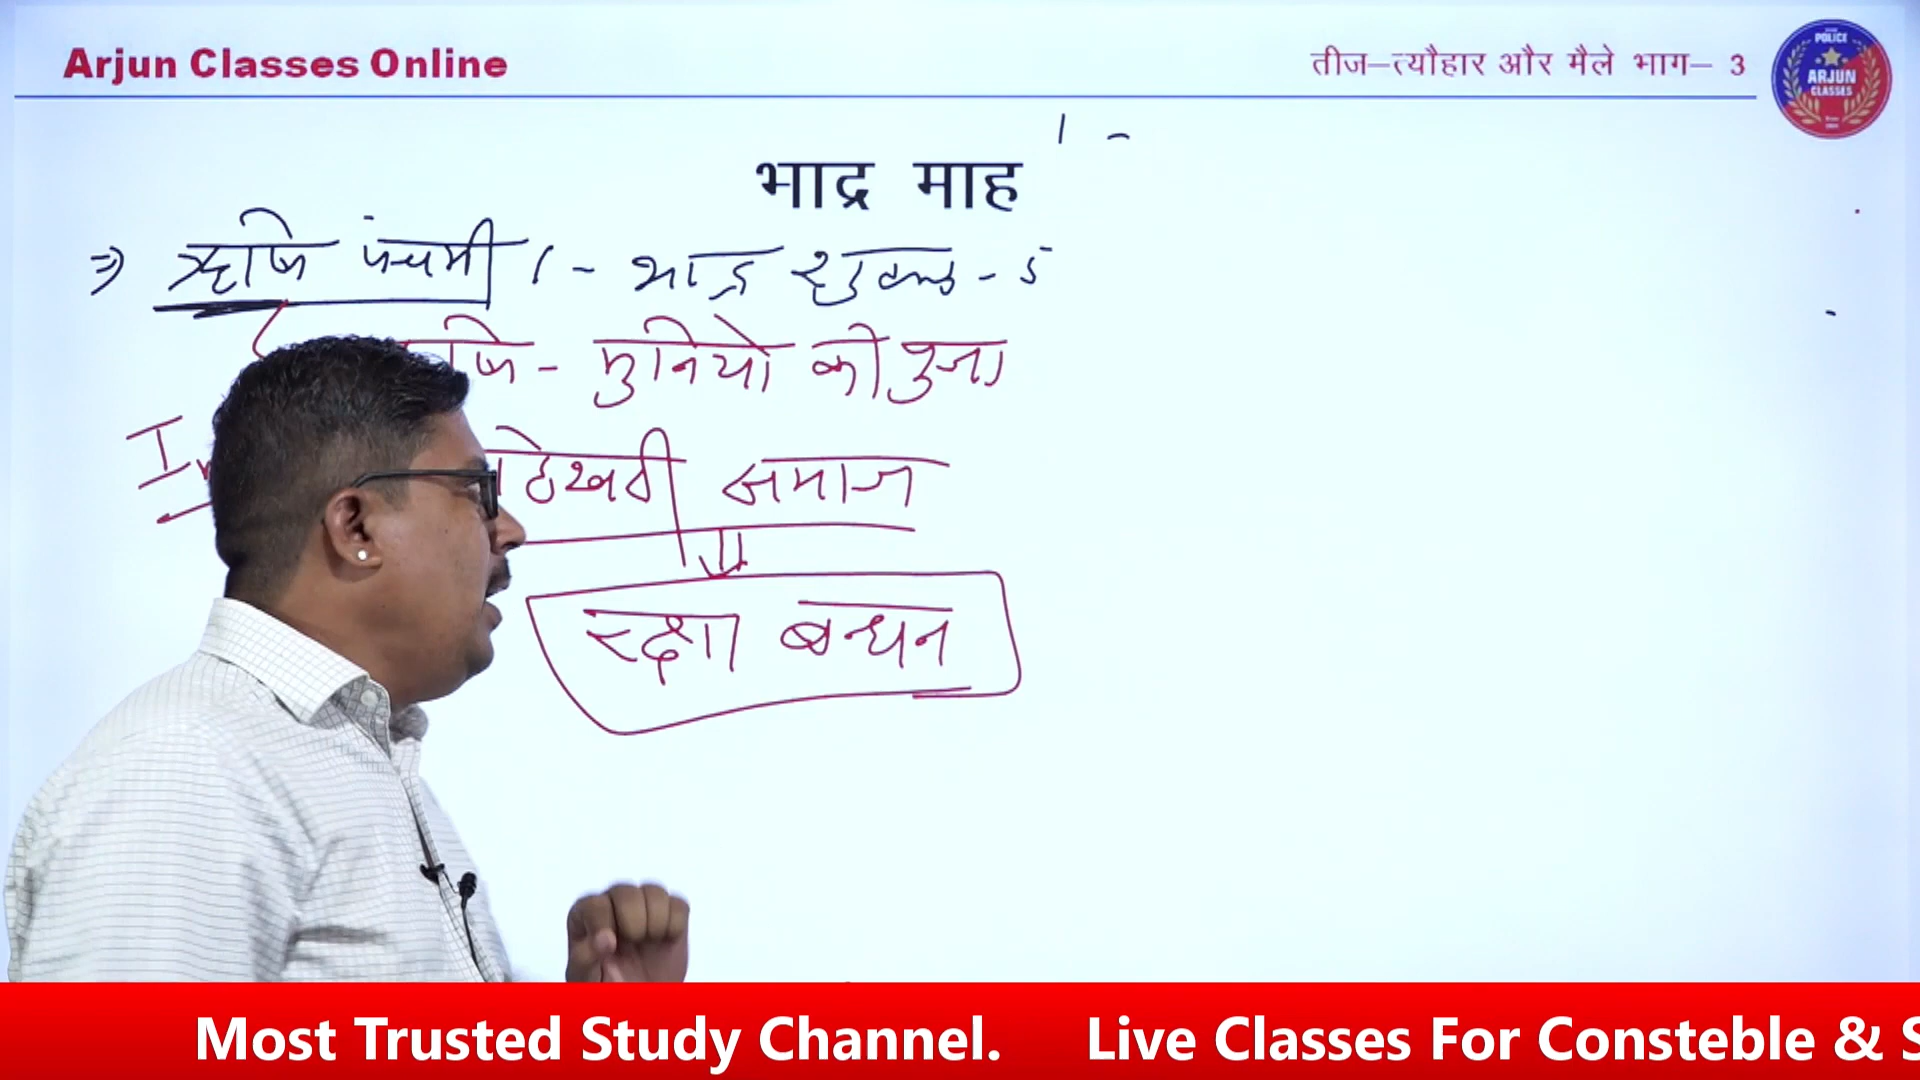 Arjun Classes Online
तीज–त्यौहार और मैले भाग– 3
POLICE
ARJUN
CLASSES
भाद्र माह
⇒ ऋषि पंचमी :- भाद्र शुक्ल - 5
मुनियो की पुजा
समाज
रक्षा बन्धन
Most Trusted Study Channel. Live Classes For Consteble & S